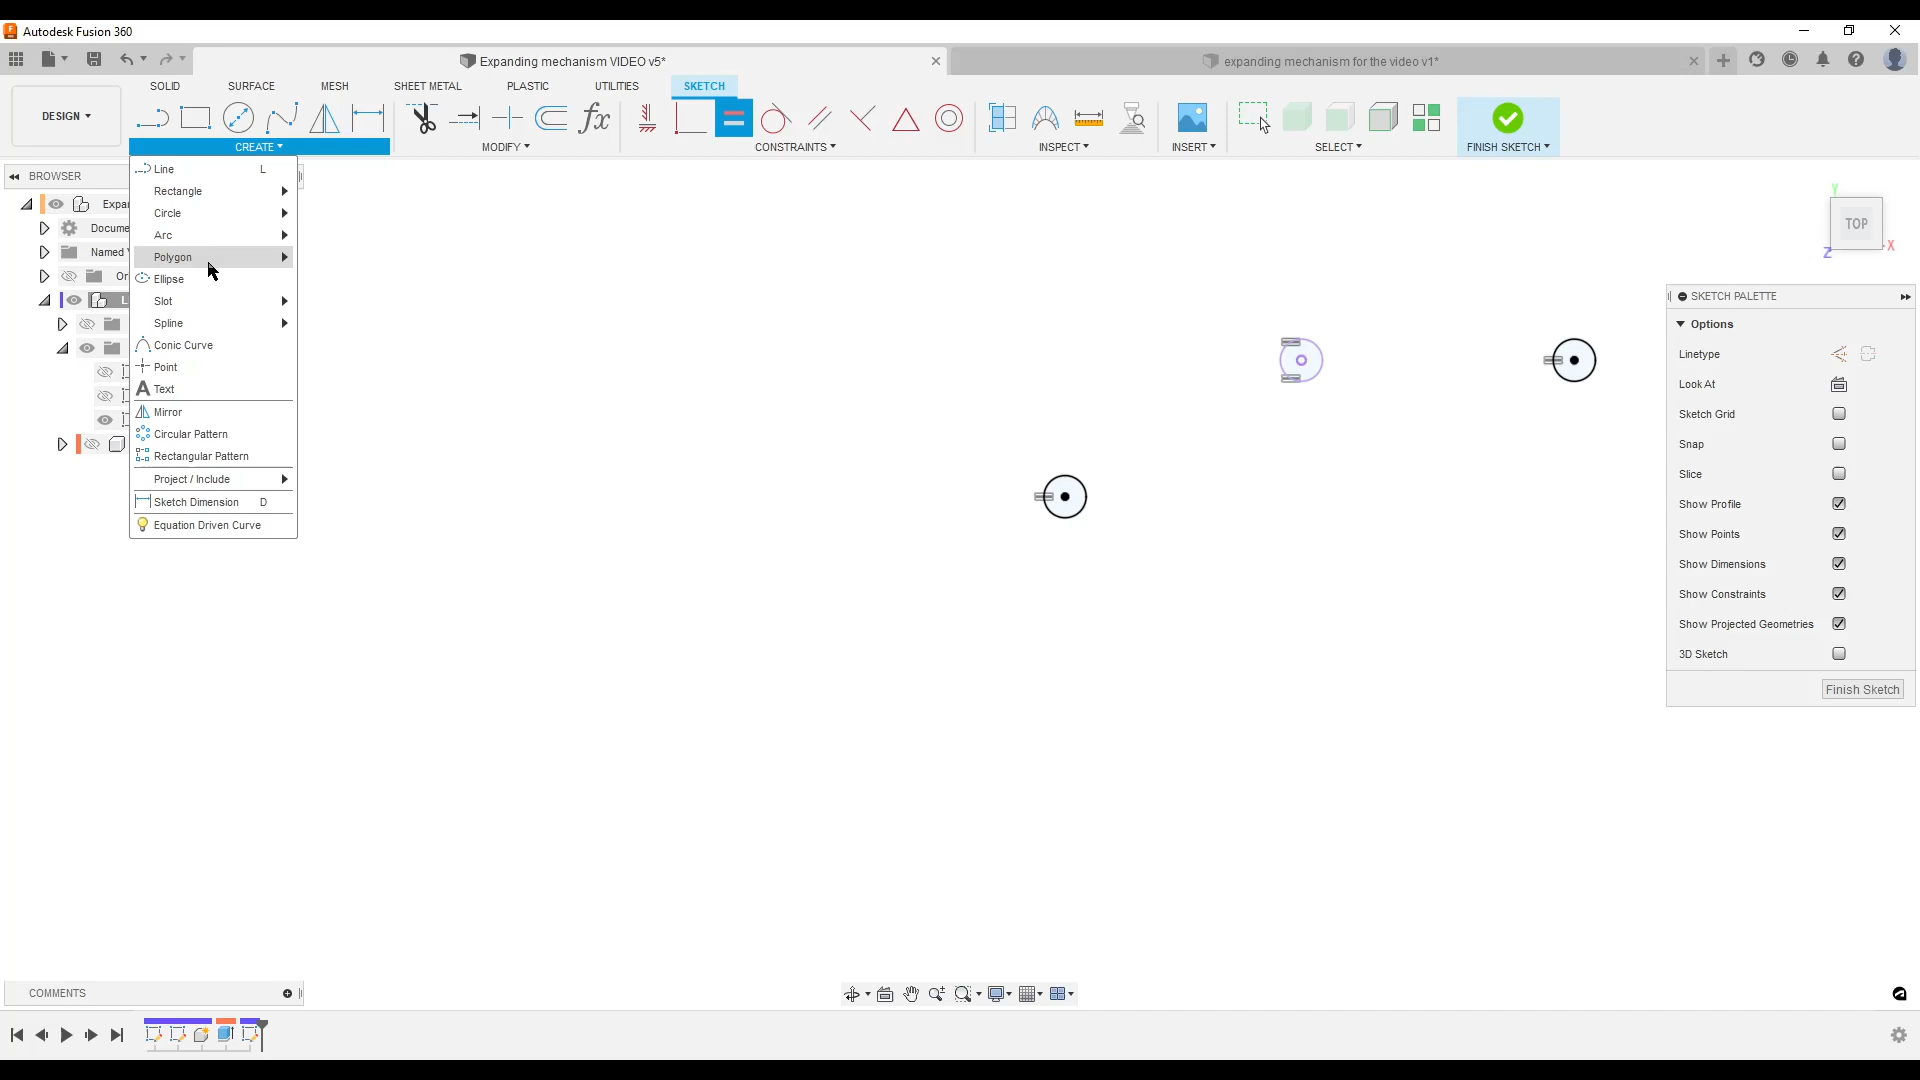 Autodesk Fusion 360
Expanding mechanism VIDEO v5*
expanding mechanism for the video v1*
SOLID SURFACE MESH SHEET METAL PLASTIC UTILITIES SKETCH
DESIGN
CREATE MODIFY CONSTRAINTS INSPECT INSERT SELECT FINISH SKETCH
BROWSER
Expa
Docume
Named
Or
L
Line L
Rectangle
Circle
Arc
Polygon
Ellipse
Slot
Spline
Conic Curve
Point
Text
Mirror
Circular Pattern
Rectangular Pattern
Project / Include
Sketch Dimension D
Equation Driven Curve
Y
TOP
X
Z
SKETCH PALETTE
Options
Linetype
Look At
Sketch Grid
Snap
Slice
Show Profile
Show Points
Show Dimensions
Show Constraints
Show Projected Geometries
3D Sketch
Finish Sketch
COMMENTS